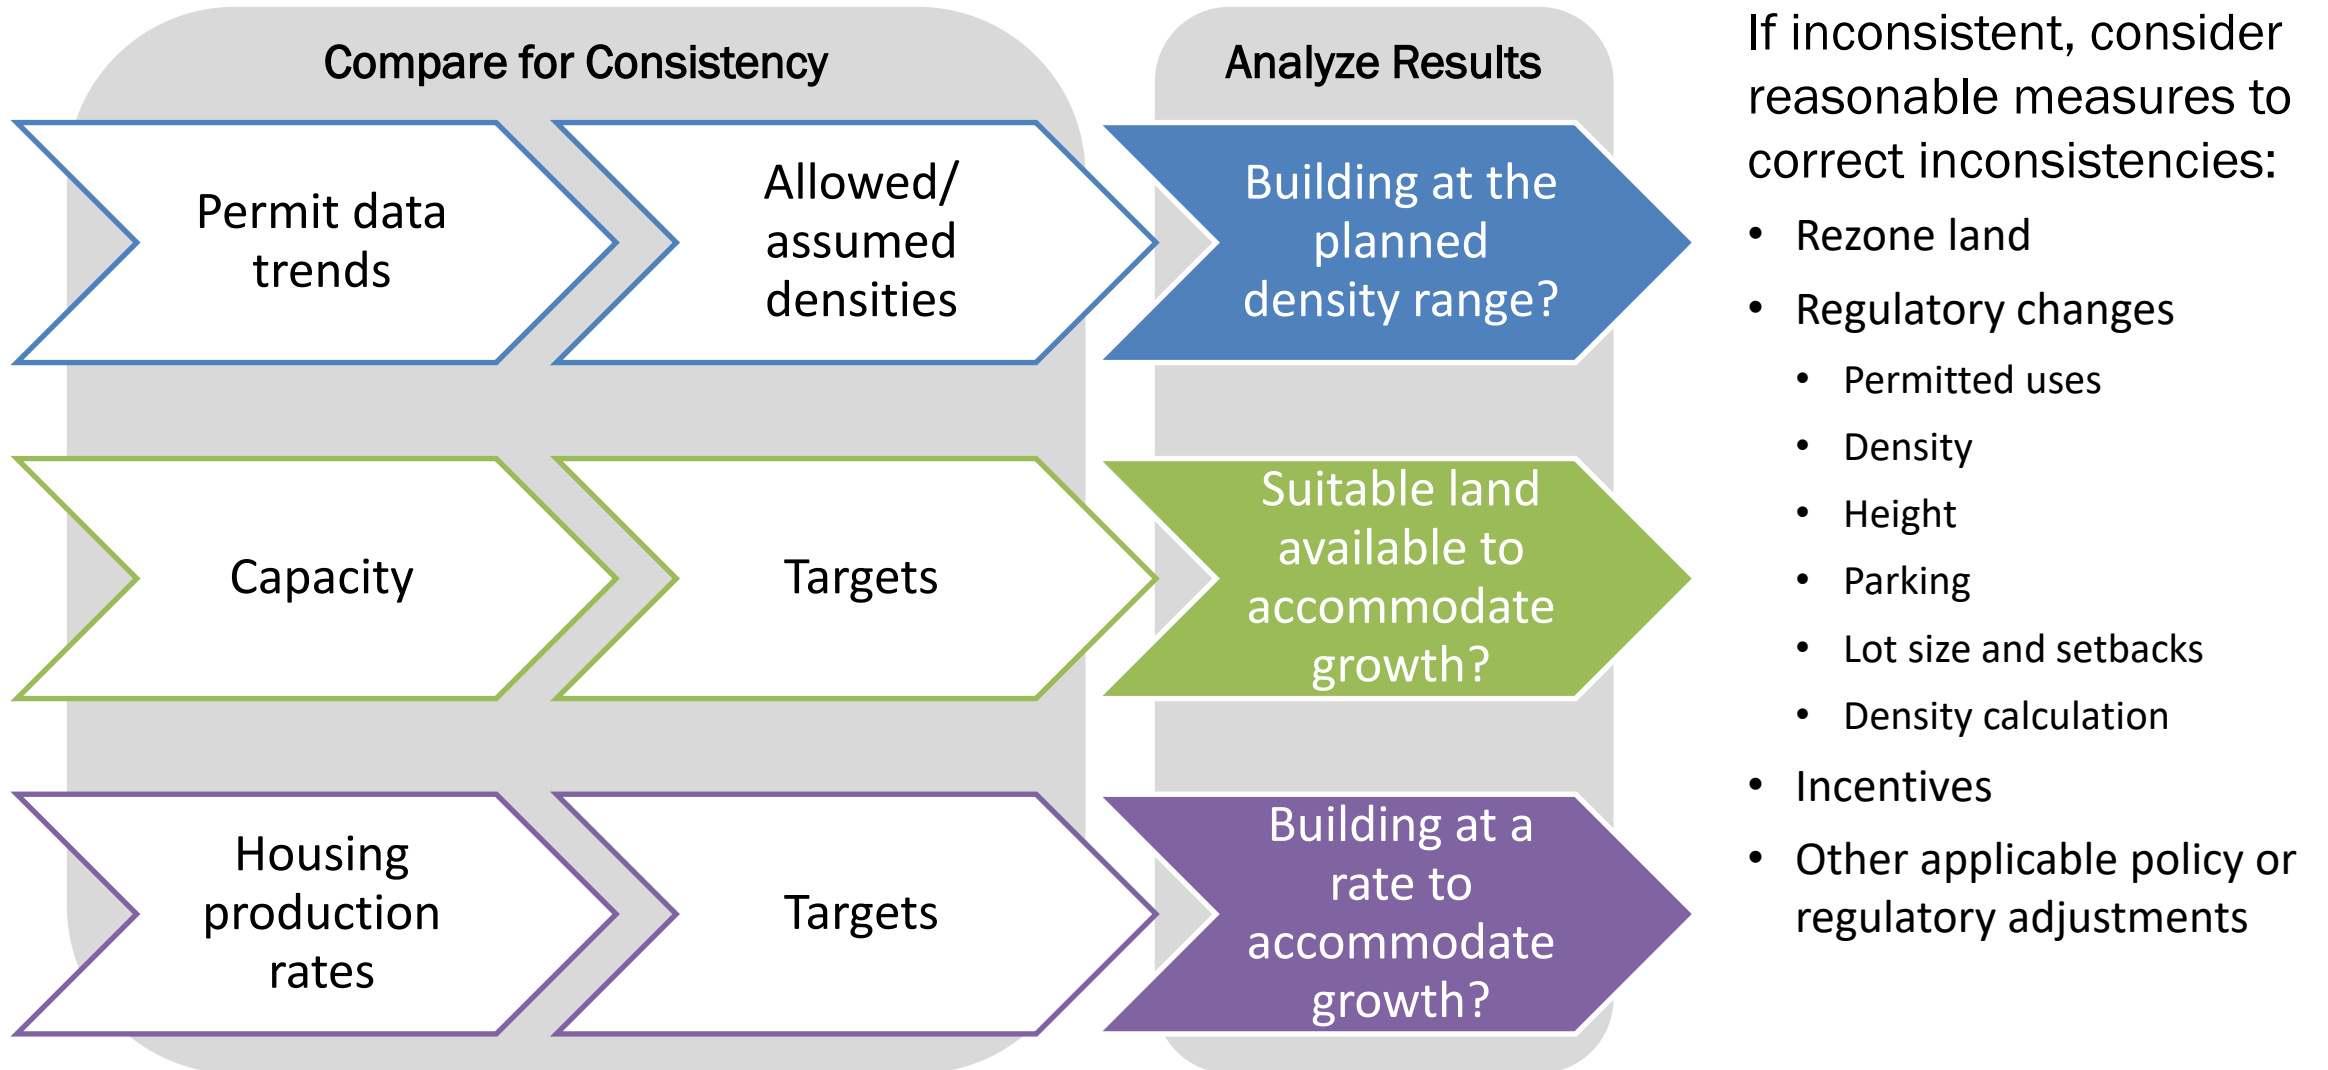 Compare for Consistency
Analyze Results
Permit data
trends
Allowed/
assumed
densities
Building at the
planned
density range?
Capacity
Targets
Suitable land
available to
accommodate
growth?
Housing
production
rates
Targets
Building at a
rate to
accommodate
growth?
If inconsistent, consider
reasonable measures to
correct inconsistencies:
• Rezone land
• Regulatory changes
• Permitted uses
• Density
• Height
• Parking
• Lot size and setbacks
• Density calculation
• Incentives
• Other applicable policy or
regulatory adjustments